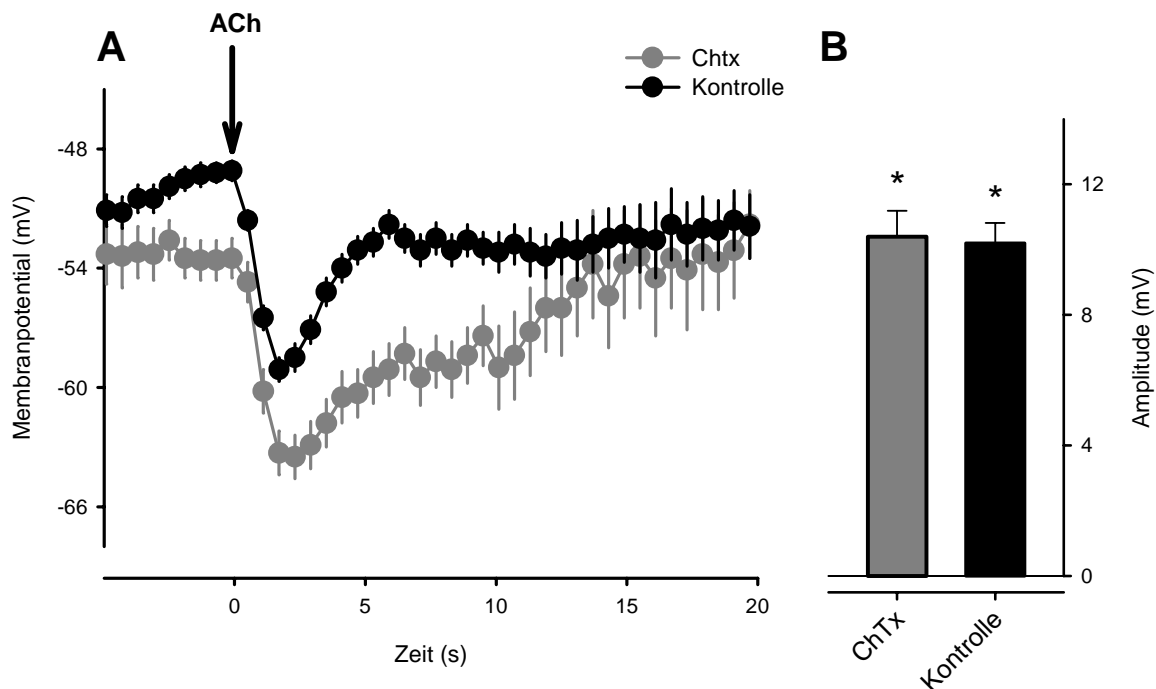 ACh
A
Chtx
Kontrolle
B
-48
-54
-60
-66
Membranpotential (mV)
0
5
10
15
20
Zeit (s)
*
*
12
8
4
0
Amplitude (mV)
ChTx
Kontrolle